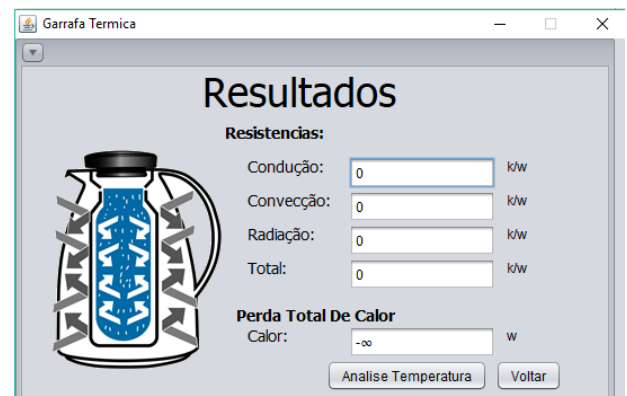 Garrafa Termica
Resultados
Resistencias:
Condução: 0 k/w
Convecção: 0 k/w
Radiação: 0 k/w
Total: 0 k/w
Perda Total De Calor
Calor: -∞ w
Analise Temperatura Voltar